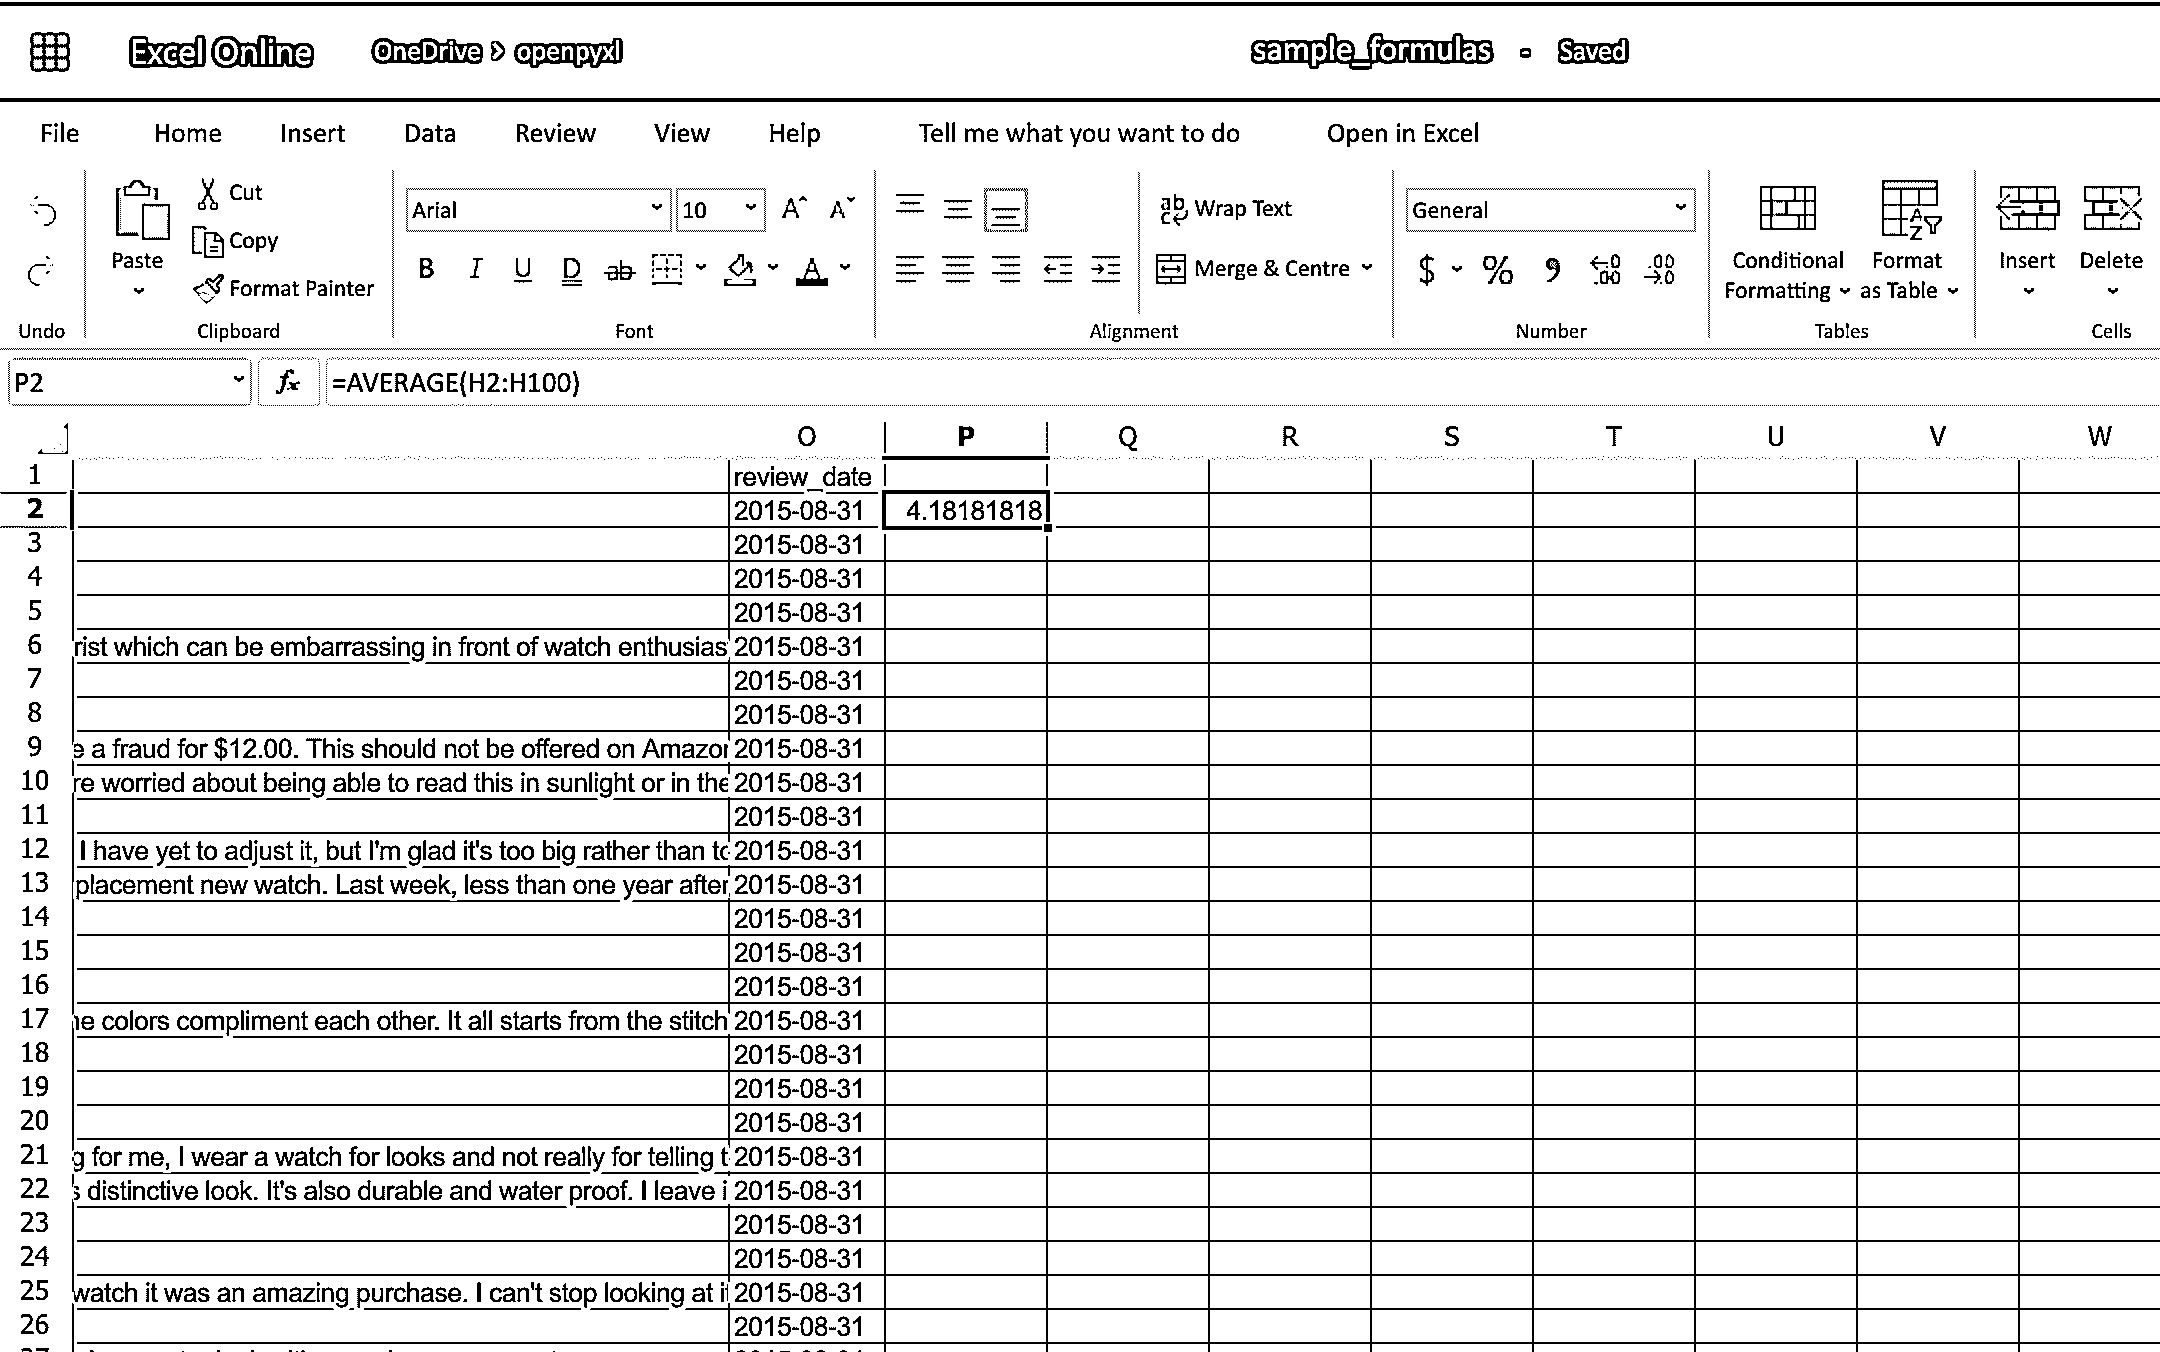 Excel Online OneDrive > openpyxl sample_formulas - Saved
File Home Insert Data Review View Help Tell me what you want to do Open in Excel
Cut
Copy
Format Painter
Paste
Arial 10
B I U D ab A
ab Wrap Text
Merge & Centre
General
$ % 9 .00
Conditional Formatting
Format as Table
Insert Delete
Undo Clipboard Font Alignment Number Tables Cells
P2 fx =AVERAGE(H2:H100)
O P Q R S T U V W
1 review_date
2 2015-08-31 4.18181818
3 2015-08-31
4 2015-08-31
5 2015-08-31
6 rist which can be embarrassing in front of watch enthusias 2015-08-31
7 2015-08-31
8 2015-08-31
9 e a fraud for $12.00. This should not be offered on Amazon 2015-08-31
10 re worried about being able to read this in sunlight or in the 2015-08-31
11 2015-08-31
12 I have yet to adjust it, but I'm glad it's too big rather than to 2015-08-31
13 placement new watch. Last week, less than one year after 2015-08-31
14 2015-08-31
15 2015-08-31
16 2015-08-31
17 e colors compliment each other. It all starts from the stitch 2015-08-31
18 2015-08-31
19 2015-08-31
20 2015-08-31
21 g for me, I wear a watch for looks and not really for telling t 2015-08-31
22 s distinctive look. It's also durable and water proof. I leave i 2015-08-31
23 2015-08-31
24 2015-08-31
25 watch it was an amazing purchase. I can't stop looking at i 2015-08-31
26 2015-08-31